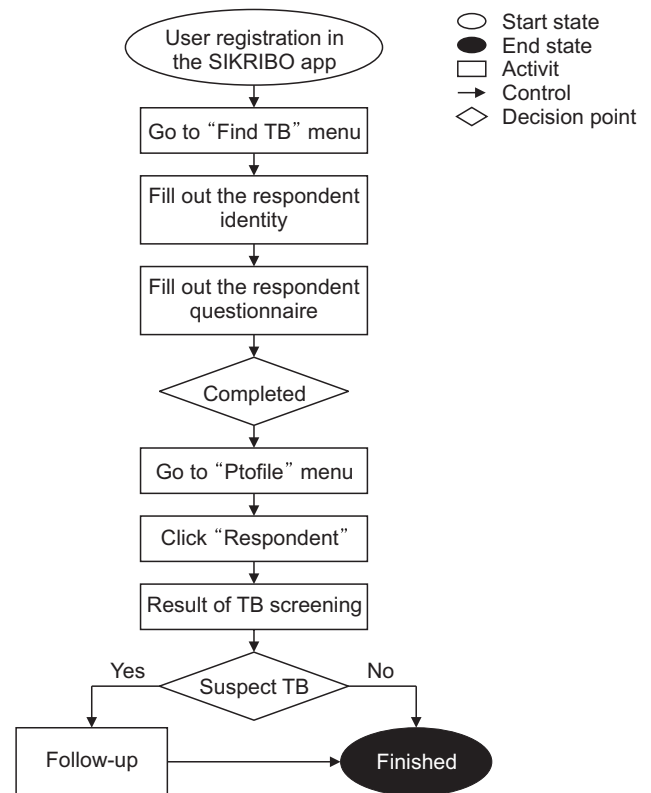 User registration in
the SIKRIBO app
Go to “Find TB” menu
Fill out the respondent
identity
Fill out the respondent
questionnaire
Completed
Go to “Ptofile” menu
Click “Respondent”
Result of TB screening
Yes
Suspect TB
No
Follow-up
Finished
Start state
End state
Activit
Control
Decision point